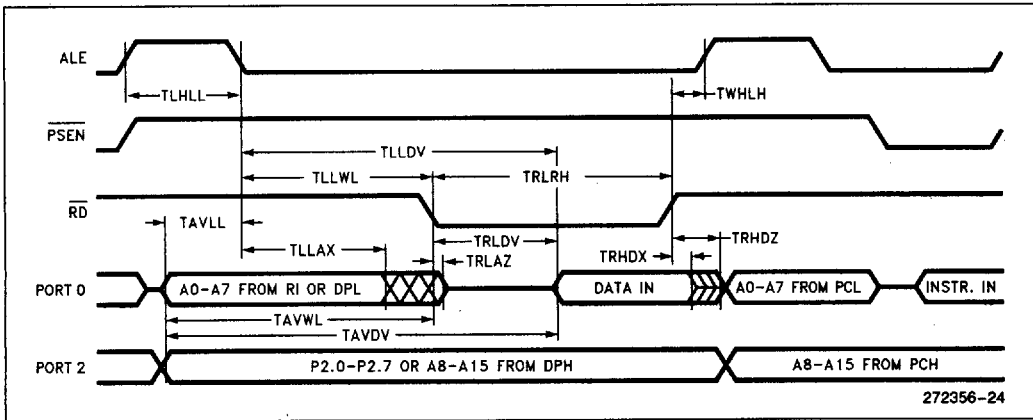 ALE
TLHLL
TWHLH
PSEN
TLLDV
TLLWL
TRLRH
RD
TAVLL
TRLDV
TRHDZ
TLLAX
TRLAZ
TRHDX
PORT 0
A0-A7 FROM RI OR DPL
DATA IN
A0-A7 FROM PCL
INSTR. IN
TAVWL
TAVDV
PORT 2
P2.0-P2.7 OR A8-A15 FROM DPH
A8-A15 FROM PCH
272356-24